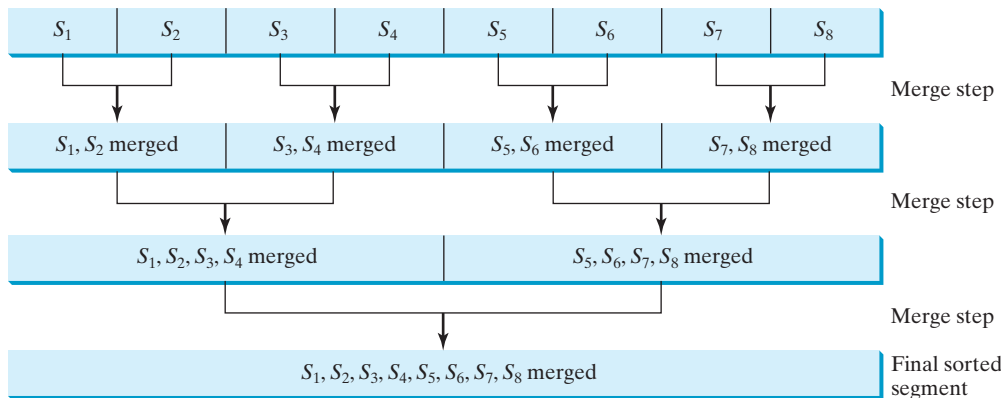 S₁ S₂ S₃ S₄ S₅ S₆ S₇ S₈
Merge step
S₁, S₂ merged S₃, S₄ merged S₅, S₆ merged S₇, S₈ merged
Merge step
S₁, S₂, S₃, S₄ merged S₅, S₆, S₇, S₈ merged
Merge step
S₁, S₂, S₃, S₄, S₅, S₆, S₇, S₈ merged
Final sorted
segment